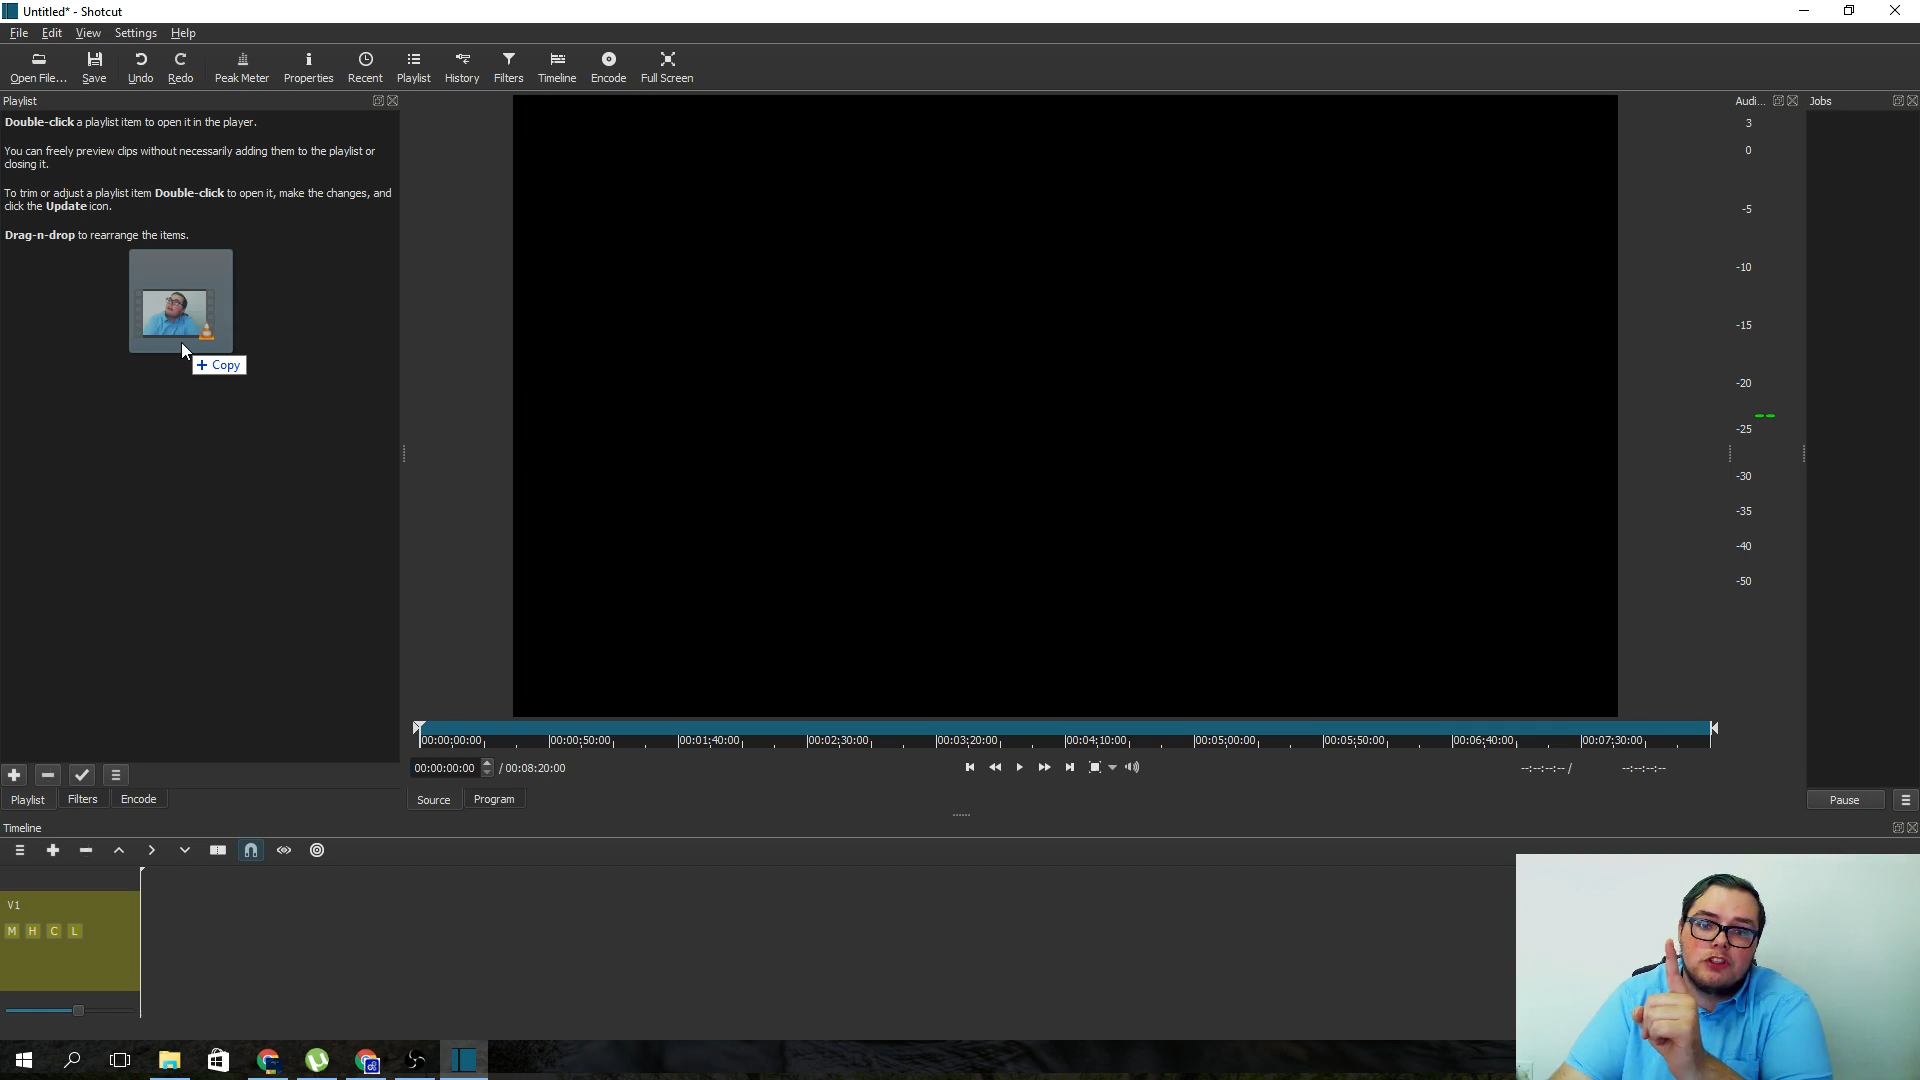 Untitled* - Shotcut
File Edit View Settings Help
Open File... Save Undo Redo Peak Meter Properties Recent Playlist History Filters Timeline Encode Full Screen
Playlist
Audi... Jobs
Double-click a playlist item to open it in the player.
You can freely preview clips without necessarily adding them to the playlist or
closing it.
To trim or adjust a playlist item Double-click to open it, make the changes, and
click the Update icon.
Drag-n-drop to rearrange the items.
+ Copy
3
0
-5
-10
-15
-20
-25
-30
-35
-40
-50
00:00:00:00 00:00:50:00 00:01:40:00 00:02:30:00 00:03:20:00 00:04:10:00 00:05:00:00 00:05:50:00 00:06:40:00 00:07:30:00
00:00:00:00 / 00:08:20:00
--:--:--:-- / --:--:--:--
Playlist Filters Encode
Source Program
Pause
Timeline
V1
M H C L